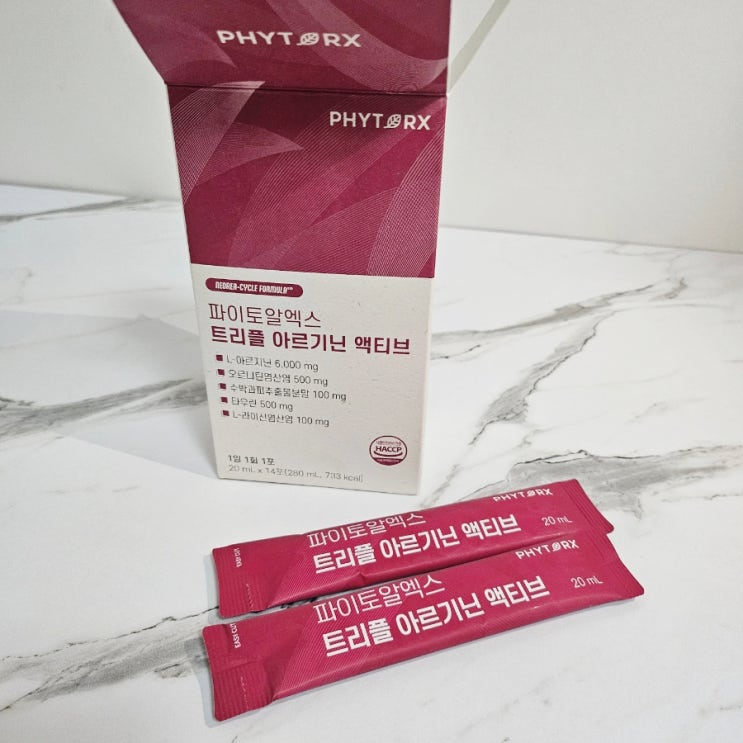 PHYTORX
PHYTORX
NEOREA-CYCLE FORMULA
파이토알엑스
트리플 아르기닌 액티브
L-아르지닌 6,000 mg
오르니틴염산염 500 mg
수박과피추출물분말 100 mg
타우린 500 mg
L-라이신염산염 100 mg
HACCP
1일 1회 1포
20 mL x 14포(280 mL, 733 kcal)
PHYTORX
파이토알엑스
20 mL
트리플 아르기닌 액티브
PHYTORX
파이토알엑스
20 mL
트리플 아르기닌 액티브
EASY CUT